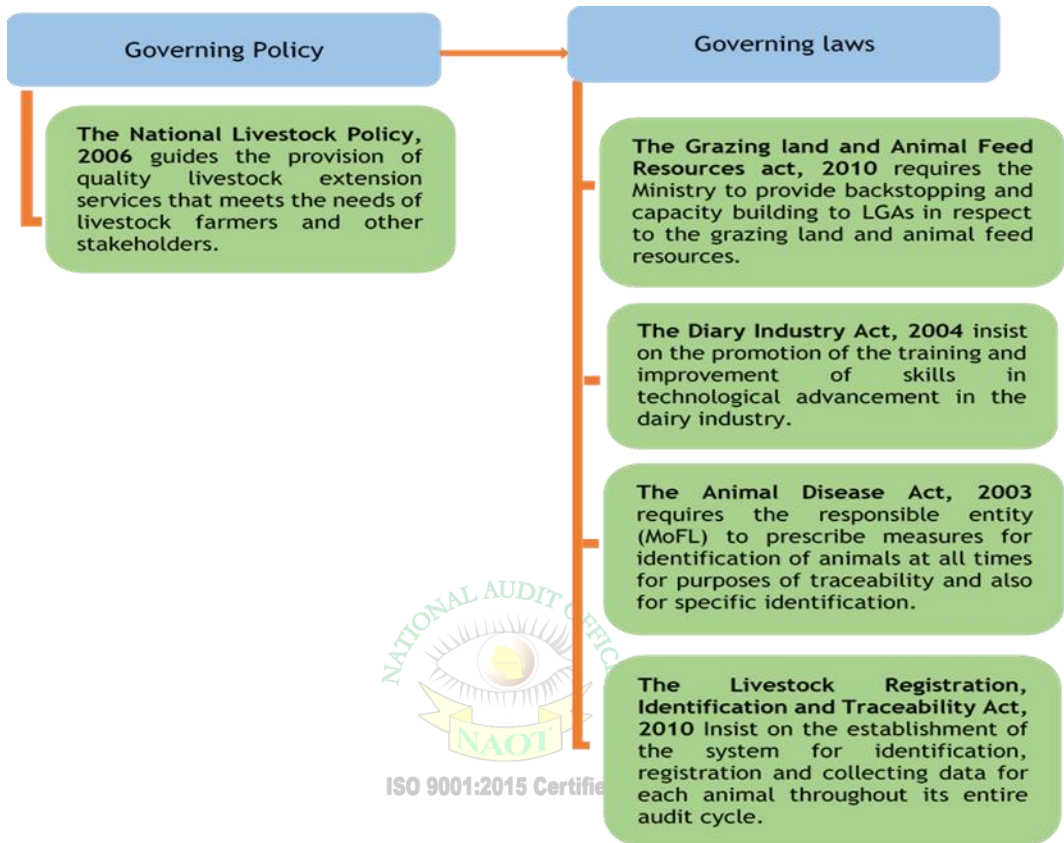 Governing Policy
Governing laws
The National Livestock Policy,
2006 guides the provision of
quality livestock extension
services that meets the needs of
livestock farmers and other
stakeholders.
The Grazing land and Animal Feed
Resources act, 2010 requires the
Ministry to provide backstopping and
capacity building to LGAs in respect
to the grazing land and animal feed
resources.
The Diary Industry Act, 2004 insist
on the promotion of the training and
improvement of skills in
technological advancement in the
dairy industry.
The Animal Disease Act, 2003
requires the responsible entity
(MoFL) to prescribe measures for
identification of animals at all times
for purposes of traceability and also
for specific identification.
The Livestock Registration,
Identification and Traceability Act,
2010 Insist on the establishment of
the system for identification,
registration and collecting data for
each animal throughout its entire
audit cycle.
NATIONAL AUDIT
NAOT
ISO 9001:2015